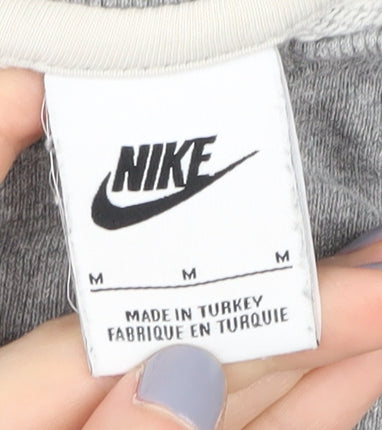 NIKE
M M M
MADE IN TURKEY
FABRIQUE EN TURQUIE